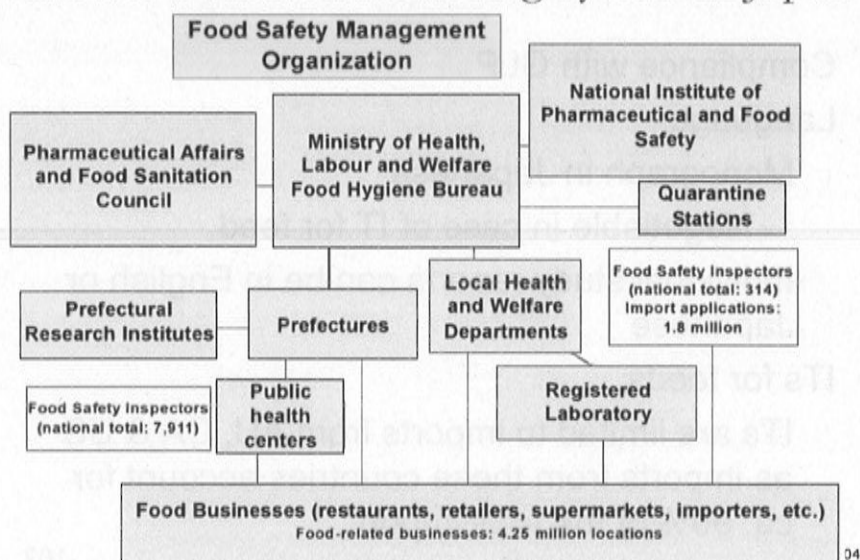 Food Safety Management
Organization
National Institute of
Pharmaceutical and Food
Safety
Pharmaceutical Affairs
and Food Sanitation
Council
Ministry of Health,
Labour and Welfare
Food Hygiene Bureau
Quarantine
Stations
Food Safety Inspectors
(national total: 314)
Import applications:
1.8 million
Local Health
and Welfare
Departments
Prefectural
Research Institutes
Prefectures
Registered
Laboratory
Public
health
centers
Food Safety Inspectors
(national total: 7,911)
Food Businesses (restaurants, retailers, supermarkets, importers, etc.)
Food-related businesses: 4.25 million locations